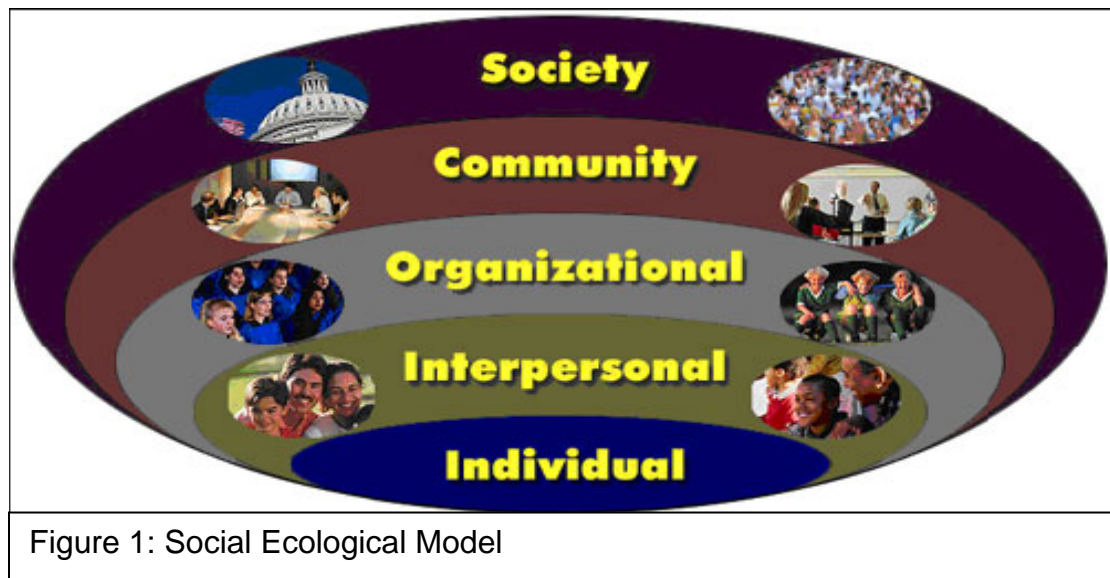 Society
Community
Organizational
Interpersonal
Individual
Figure 1: Social Ecological Model